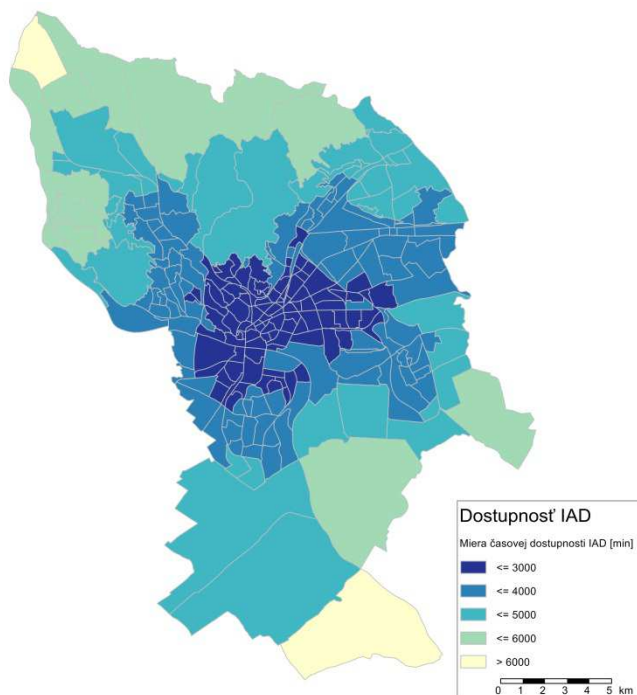 Dostupnosť IAD
Miera časovej dostupnosti IAD [min]
<= 3000
<= 4000
<= 5000
<= 6000
> 6000
0 1 2 3 4 5 km